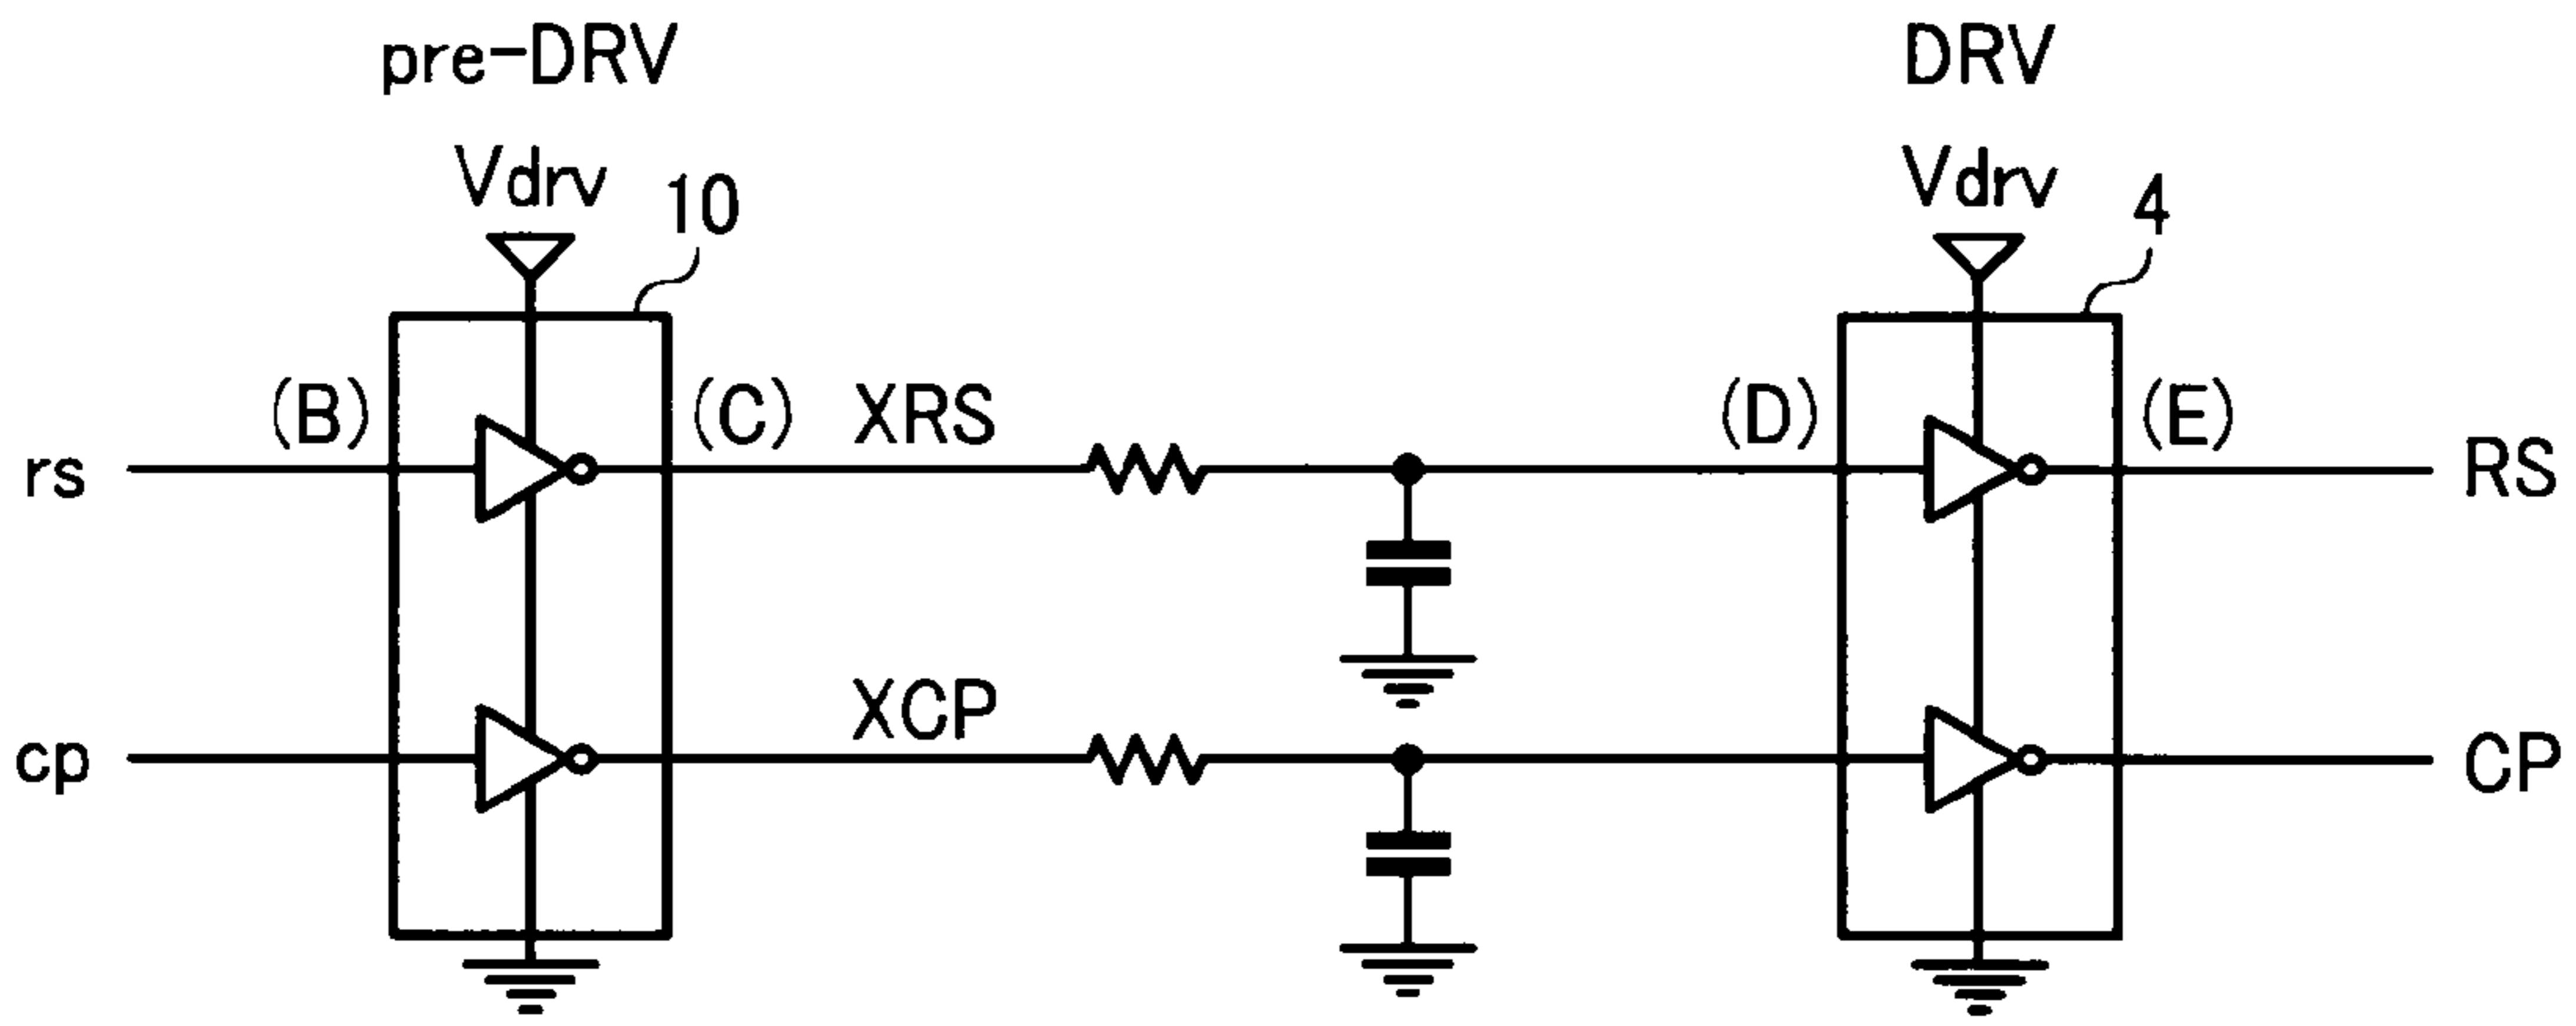 pre-DRV DRV
Vdrv 10 Vdrv 4
(B) (C) XRS (D) (E)
rs RS
XCP
cp CP